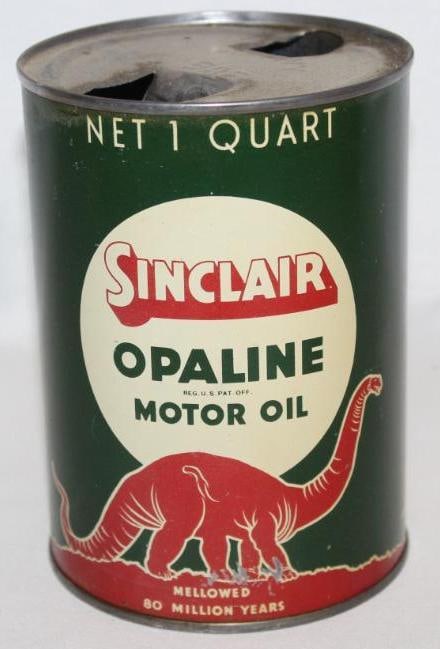 NET 1 QUART
SINCLAIR
OPALINE
REG. U.S. PAT. OFF.
MOTOR OIL
MELLOWED
80 MILLION YEARS